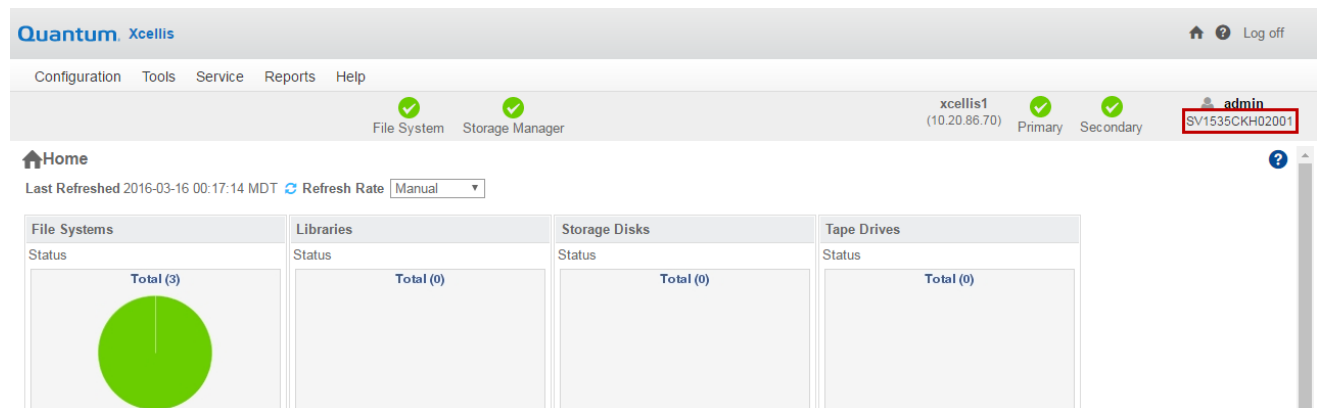 Quantum. Xcellis
Log off
Configuration Tools Service Reports Help
File System Storage Manager
xcellis1
(10.20.86.70)
Primary Secondary
admin
SV1535CKH02001
Home
Last Refreshed 2016-03-16 00:17:14 MDT Refresh Rate Manual
File Systems Libraries Storage Disks Tape Drives
Status Status Status Status
Total (3) Total (0) Total (0) Total (0)